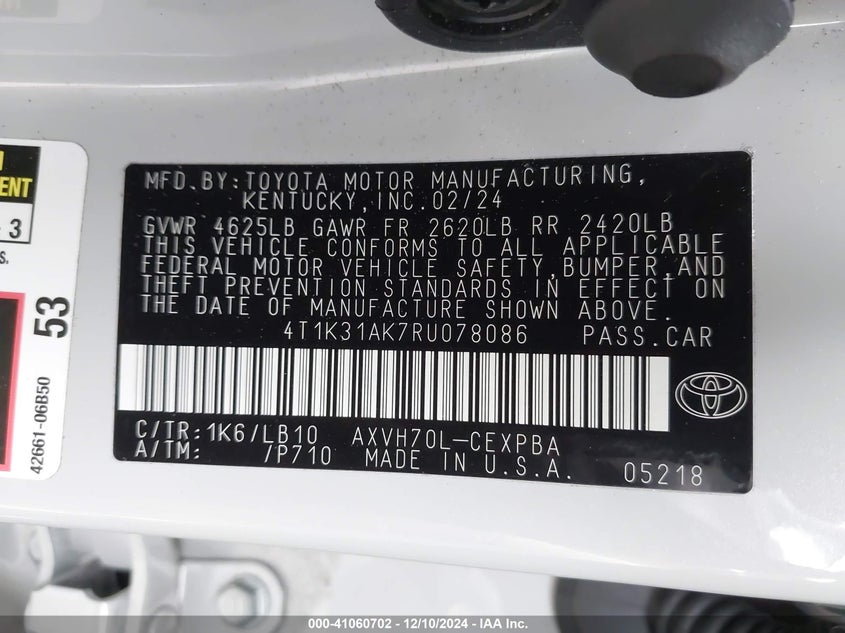 MFD.BY:TOYOTA MOTOR MANUFACTURING,
KENTUCKY,INC.02/24
GVWR 4625LB GAWR FR 2620LB RR 2420LB
THIS VEHICLE CONFORMS TO ALL APPLICABLE
FEDERAL MOTOR VEHICLE SAFETY,BUMPER,AND
THEFT PREVENTION STANDARDS IN EFFECT ON
THE DATE OF MANUFACTURE SHOWN ABOVE.
4T1K31AK7RU078086 PASS.CAR
C/TR:1K6/LB10 AXVH70L-CEXPBA
A/TM: /P710 MADE IN U.S.A. 05218
3
S.
53
42661-06B50
000-41060702 - 12/10/2024 - IAA Inc.